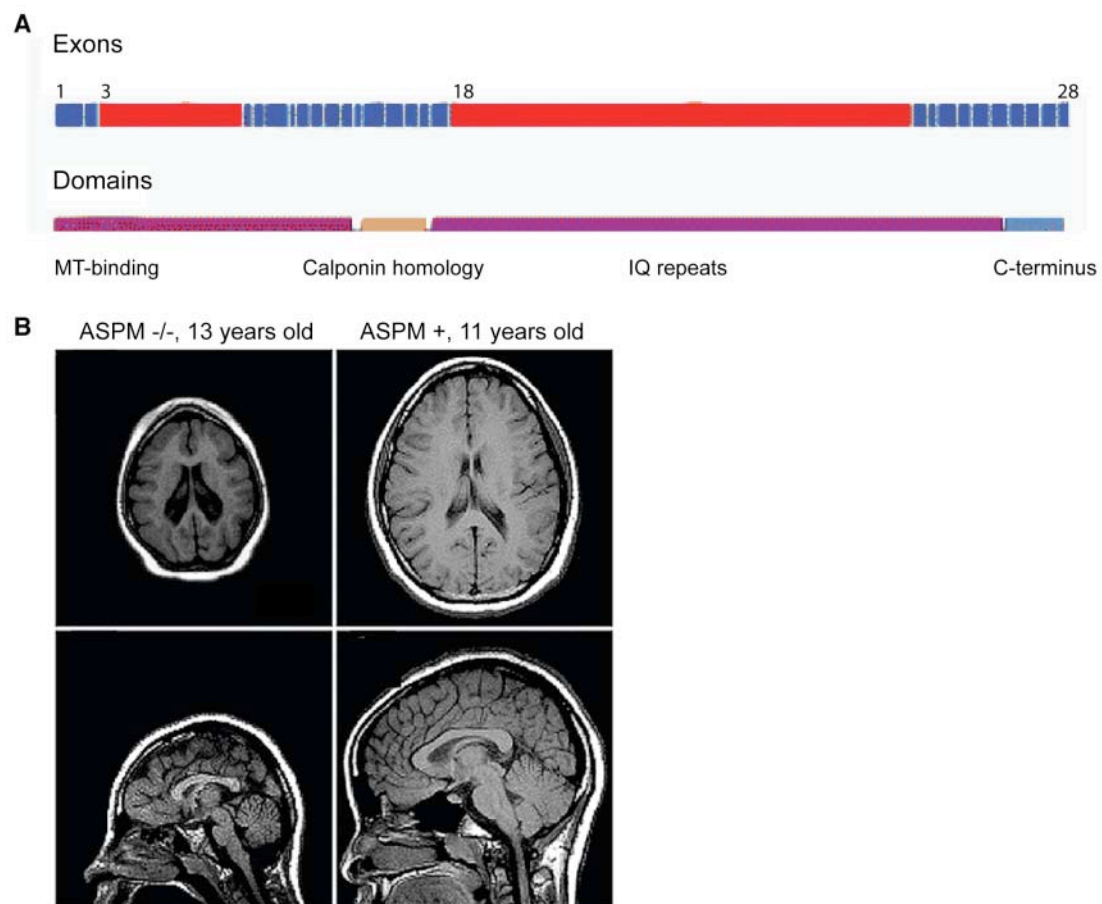 A
Exons
1 3 18 28
Domains
MT-binding Calponin homology IQ repeats C-terminus
B
ASPM -/-, 13 years old ASPM +, 11 years old